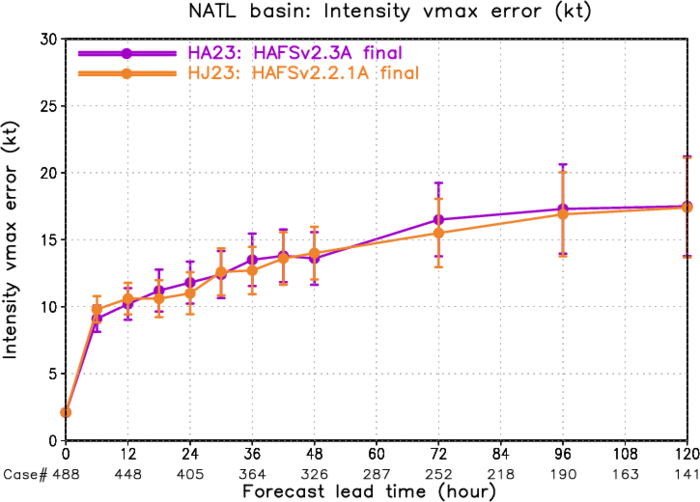 NATL basin: Intensity vmax error (kt)
HA23: HAFSv2.3A final
HJ23: HAFSv2.2.1A final
Intensity vmax error (kt)
30
25
20
15
10
5
0
0 12 24 36 48 60 72 84 96 108 120
Case# 488 448 405 364 326 287 252 218 190 163 141
Forecast lead time (hour)